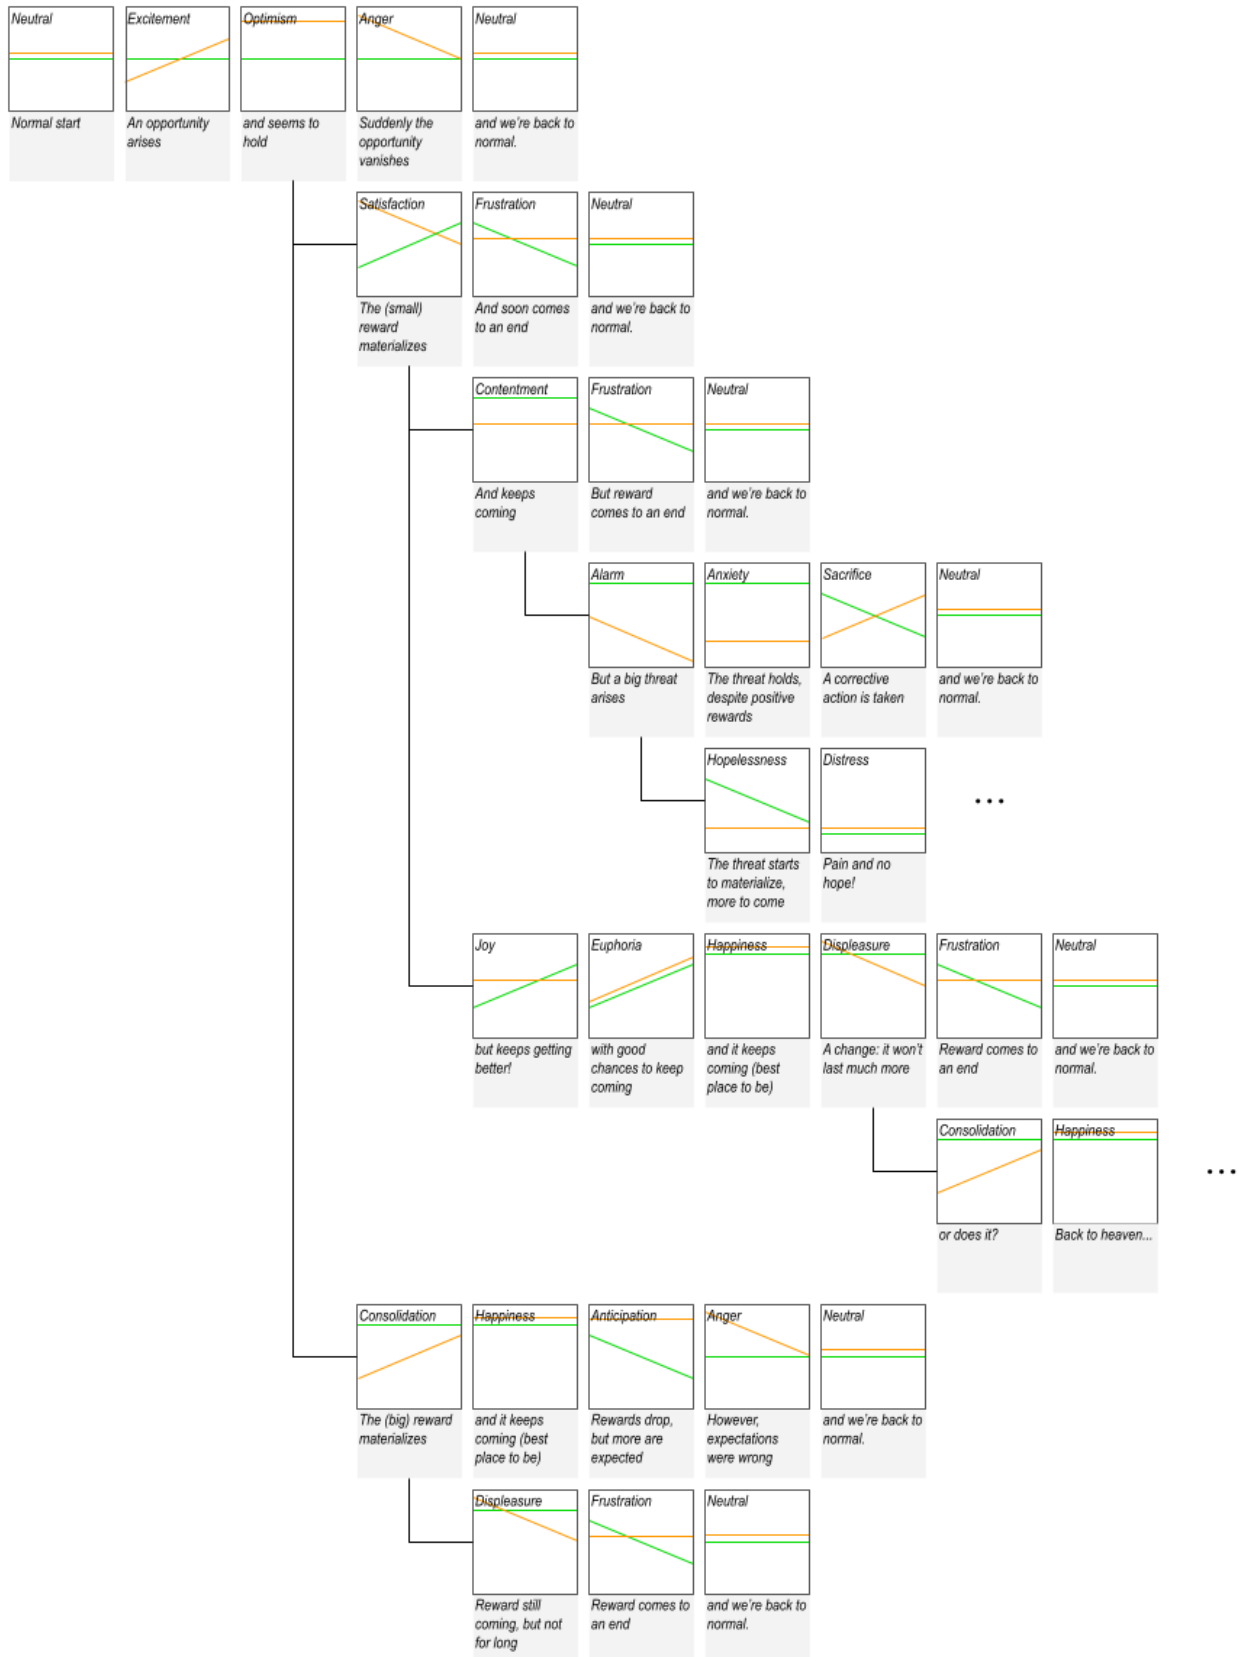 Neutral
Normal start
Excitement
An opportunity
arises
Optimism
and seems to
hold
Anger
Suddenly the
opportunity
vanishes
Neutral
and we're back to
normal.
Satisfaction
The (small)
reward
materializes
Frustration
And soon comes
to an end
Neutral
and we're back to
normal.
Contentment
And keeps
coming
Frustration
But reward
comes to an end
Neutral
and we're back to
normal.
Alarm
But a big threat
arises
Anxiety
The threat holds,
despite positive
rewards
Sacrifice
A corrective
action is taken
Neutral
and we're back to
normal.
Hopelessness
The threat starts
to materialize,
more to come
Distress
Pain and no
hope!
...
Joy
but keeps getting
better!
Euphoria
with good
chances to keep
coming
Happiness
and it keeps
coming (best
place to be)
Displeasure
A change: it won't
last much more
Frustration
Reward comes to
an end
Neutral
and we're back to
normal.
Consolidation
or does it?
Happiness
Back to heaven...
...
Consolidation
The (big) reward
materializes
Happiness
and it keeps
coming (best
place to be)
Anticipation
Rewards drop,
but more are
expected
Anger
However,
expectations
were wrong
Neutral
and we're back to
normal.
Displeasure
Reward still
coming, but not
for long
Frustration
Reward comes to
an end
Neutral
and we're back to
normal.